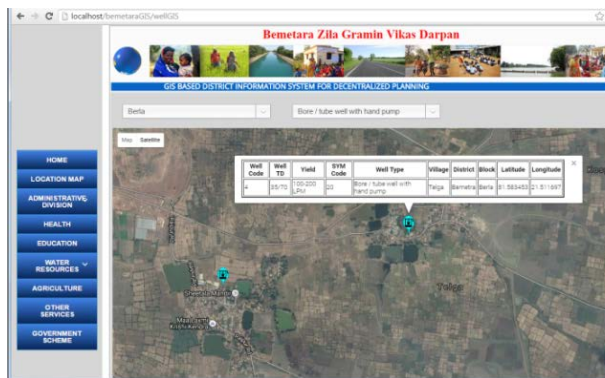 localhost/bemetaraGIS/wellGIS
Bemetara Zila Gramin Vikas Darpan
GIS BASED DISTRICT INFORMATION SYSTEM FOR DECENTRALIZED PLANNING
Berla
Bore / tube well with hand pump
Map Satellite
HOME
LOCATION MAP
ADMINISTRATIVE
DIVISION
HEALTH
EDUCATION
WATER
RESOURCES
AGRICULTURE
OTHER
SERVICES
GOVERNMENT
SCHEME
Well Code Well TD Yield SYM Code Well Type Village District Block Latitude Longitude
4 35/70 100-200 LPM 20 Bore / tube well with hand pump Telga Bemetra Berla 81.583453 21.511697
Telga
Sheetala Mandir